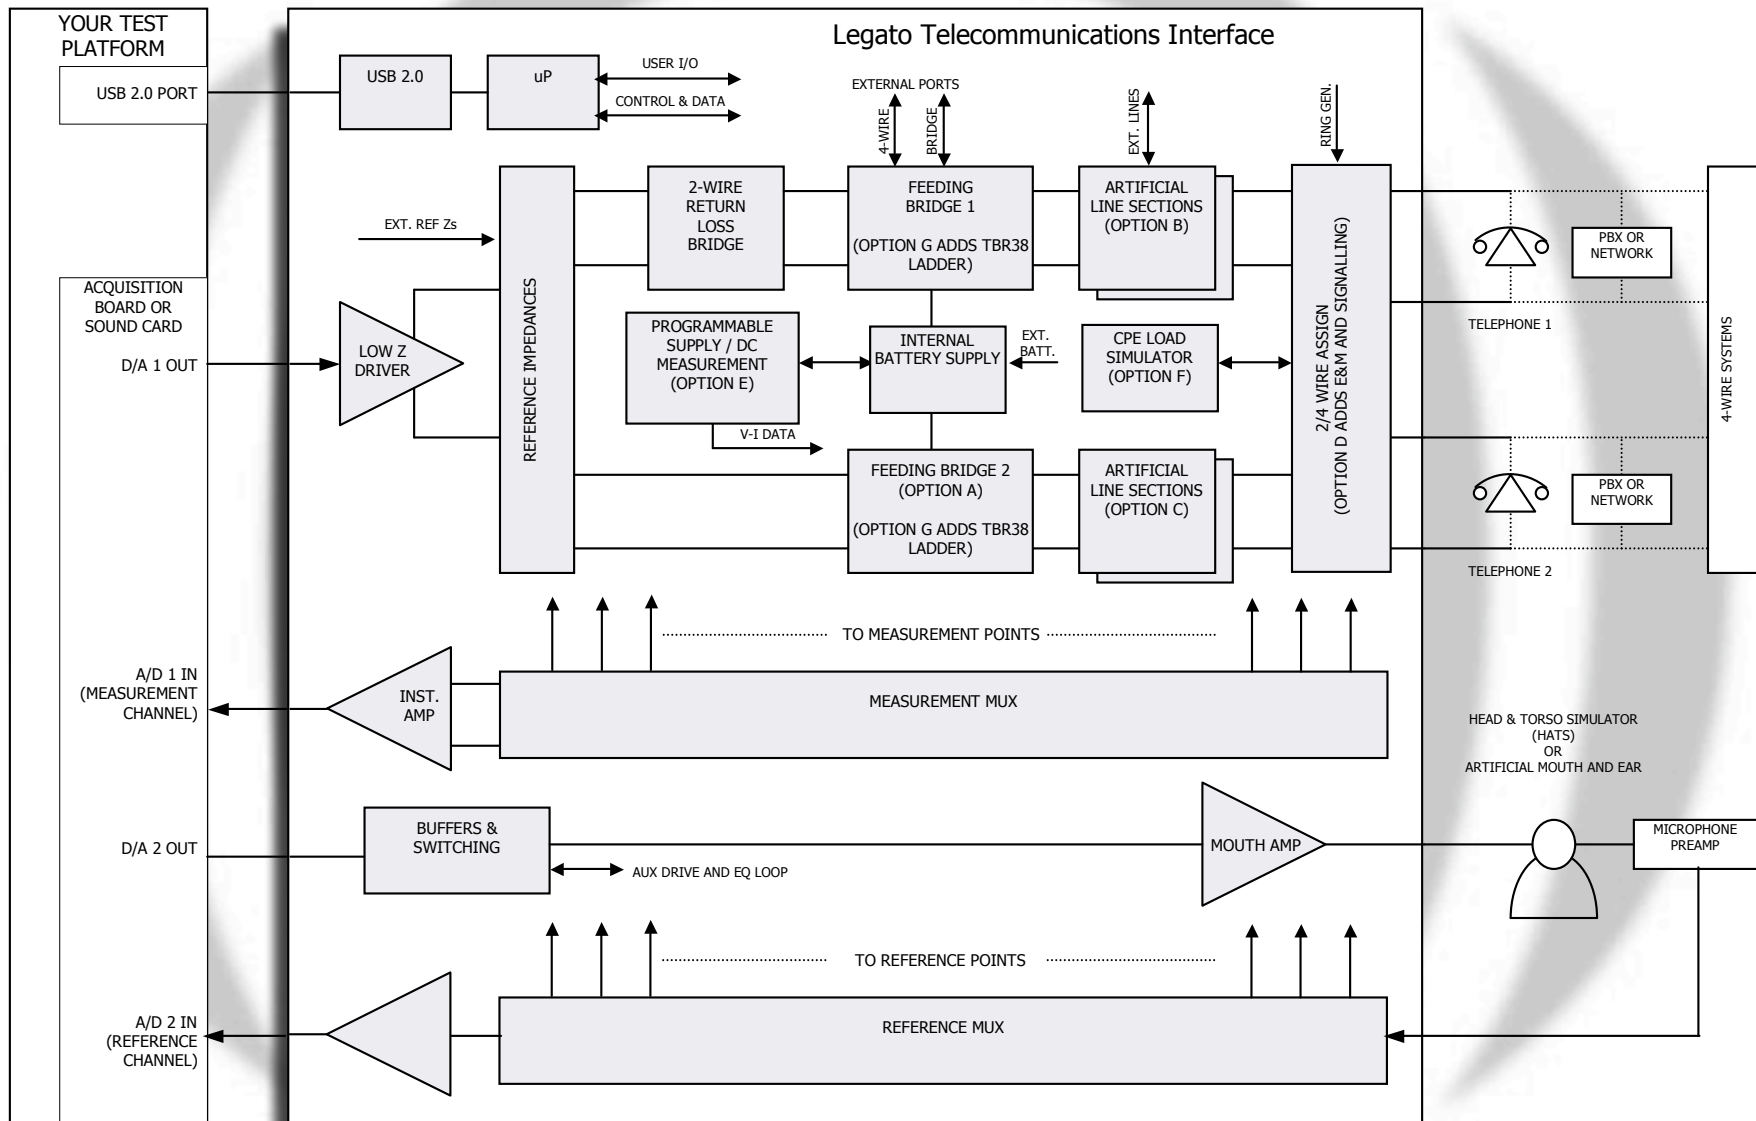 YOUR TEST
PLATFORM
Legato Telecommunications Interface
USB 2.0 PORT
USB 2.0
uP
USER I/O
CONTROL & DATA
EXTERNAL PORTS
4-WIRE
BRIDGE
EXT. LINES
RING GEN.
EXT. REF Zs
REFERENCE IMPEDANCES
2-WIRE
RETURN
LOSS
BRIDGE
FEEDING
BRIDGE 1
(OPTION G ADDS TBR38
LADDER)
ARTIFICIAL
LINE SECTIONS
(OPTION B)
2/4 WIRE ASSIGN
(OPTION D ADDS E&M AND SIGNALLING)
PBX OR
NETWORK
TELEPHONE 1
4-WIRE SYSTEMS
ACQUISITION
BOARD OR
SOUND CARD
D/A 1 OUT
LOW Z
DRIVER
PROGRAMMABLE
SUPPLY / DC
MEASUREMENT
(OPTION E)
V-I DATA
INTERNAL
BATTERY SUPPLY
EXT.
BATT.
CPE LOAD
SIMULATOR
(OPTION F)
FEEDING BRIDGE 2
(OPTION A)
(OPTION G ADDS TBR38
LADDER)
ARTIFICIAL
LINE SECTIONS
(OPTION C)
PBX OR
NETWORK
TELEPHONE 2
TO MEASUREMENT POINTS
A/D 1 IN
(MEASUREMENT
CHANNEL)
INST.
AMP
MEASUREMENT MUX
HEAD & TORSO SIMULATOR
(HATS)
OR
ARTIFICIAL MOUTH AND EAR
D/A 2 OUT
BUFFERS &
SWITCHING
AUX DRIVE AND EQ LOOP
MOUTH AMP
MICROPHONE
PREAMP
TO REFERENCE POINTS
A/D 2 IN
(REFERENCE
CHANNEL)
REFERENCE MUX